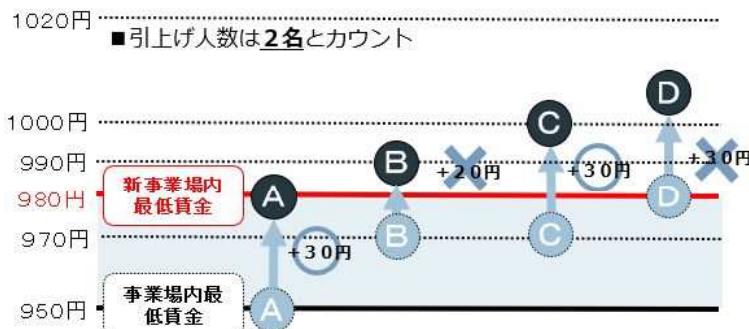 1020円
■引上げ人数は2名とカウント
D
1000円
C
990円
B
+20円
+30円
+30円
新事業場内
最低賃金
980円
A
D
970円
B
C
+30円
事業場内最
低賃金
950円
A